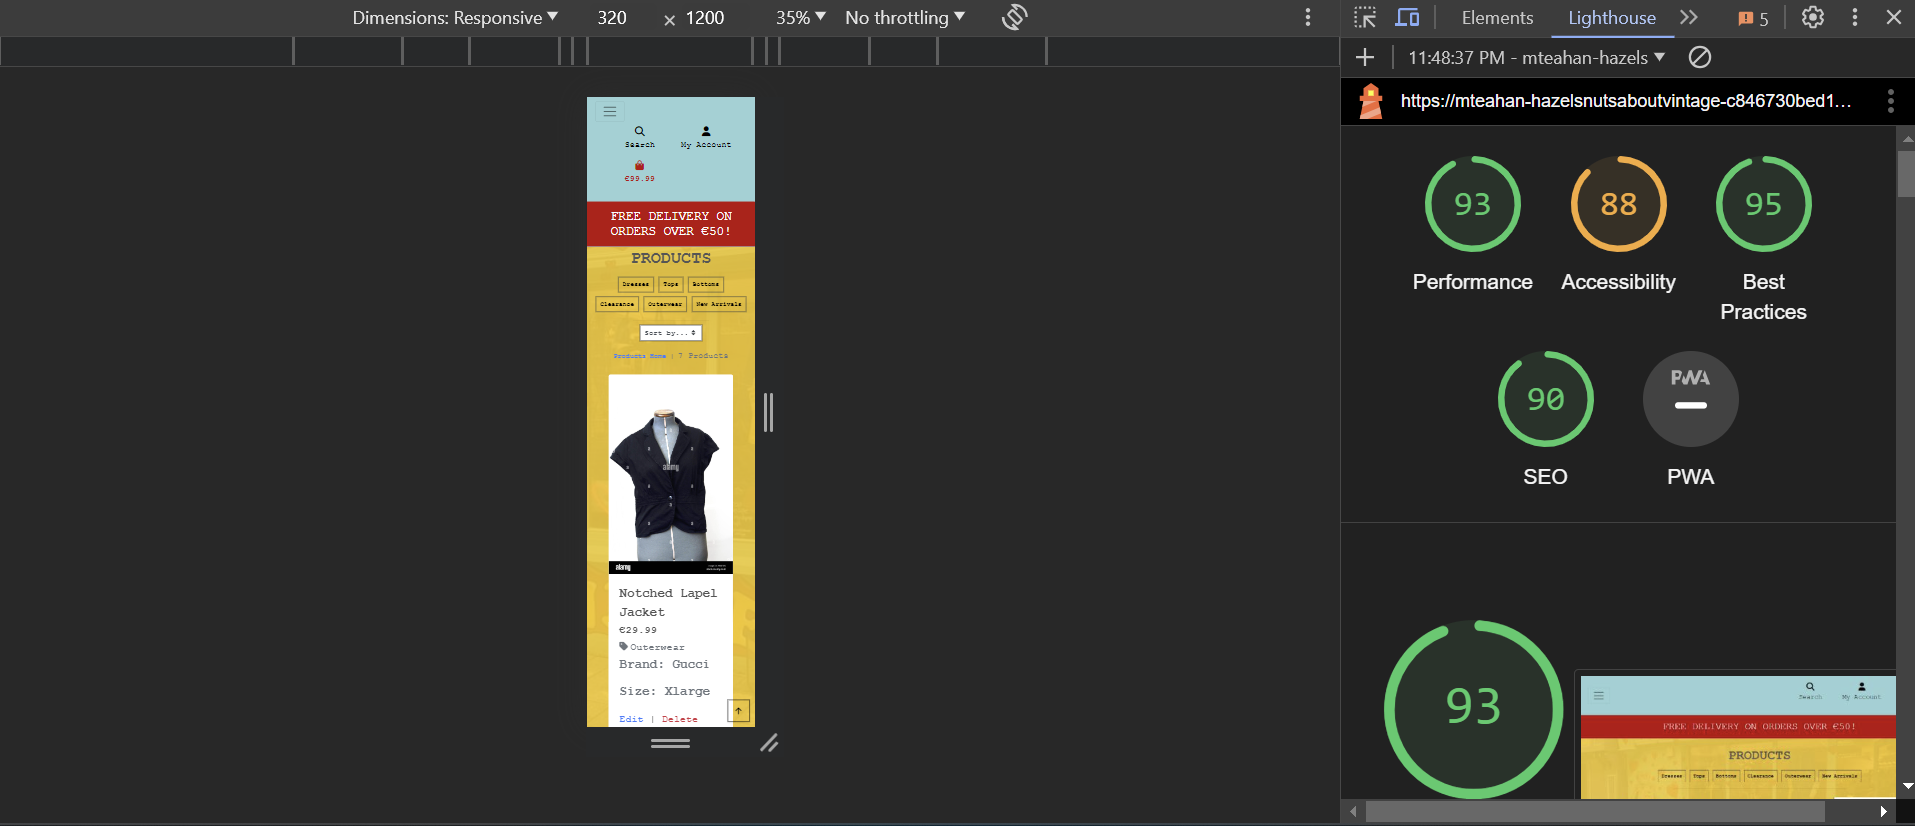 Dimensions: Responsive 320 × 1200 35% No throttling
Elements Lighthouse 5
11:48:37 PM - mteahan-hazels
https://mteahan-hazelsnutsaboutvintage-c846730bed1...
Search My Account
€99.99
FREE DELIVERY ON
ORDERS OVER €50!
PRODUCTS
Dresses Tops Bottoms
Clearance Outerwear New Arrivals
Sort by...
Products Home | 7 Products
alamy
alamy
Notched Lapel
Jacket
€29.99
Outerwear
Brand: Gucci
Size: Xlarge
Edit | Delete
93 88 95
Performance Accessibility Best
Practices
90 PWA
SEO PWA
93
Search My Account
FREE DELIVERY ON ORDERS OVER €50!
PRODUCTS
Dresses Tops Bottoms Clearance Outerwear New Arrivals